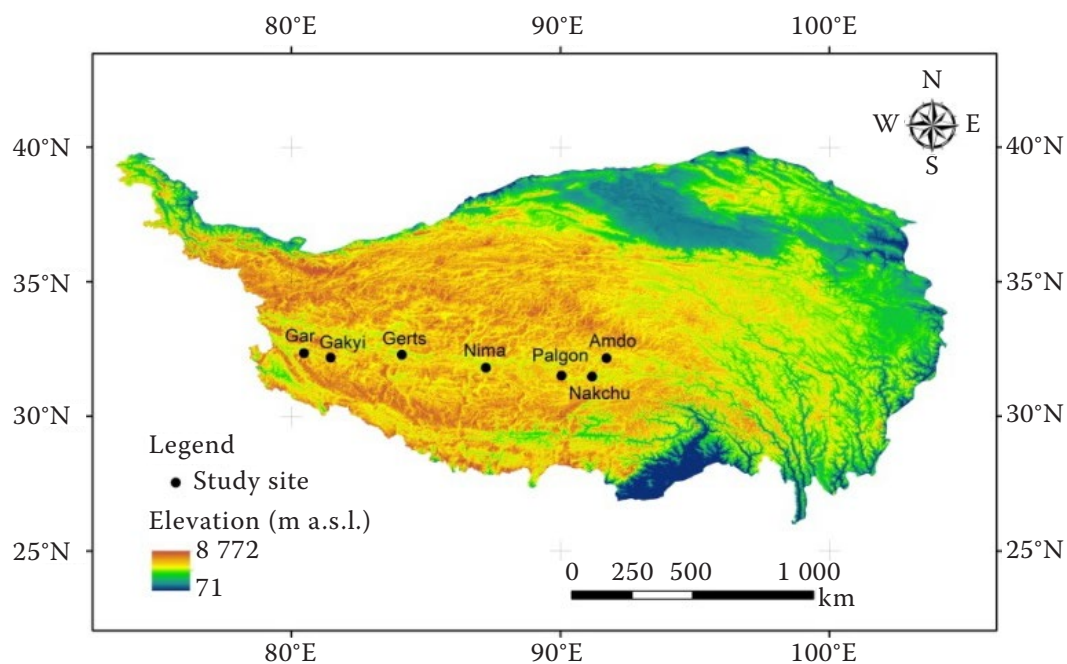 80°E 90°E 100°E
N
W E
S
40°N 40°N
35°N 35°N
Gar Gakyi Gerts Nima Palgon Amdo
Nakchu
30°N 30°N
Legend
Study site
Elevation (m a.s.l.)
8 772
71
25°N 25°N
0 250 500 1 000
km
80°E 90°E 100°E